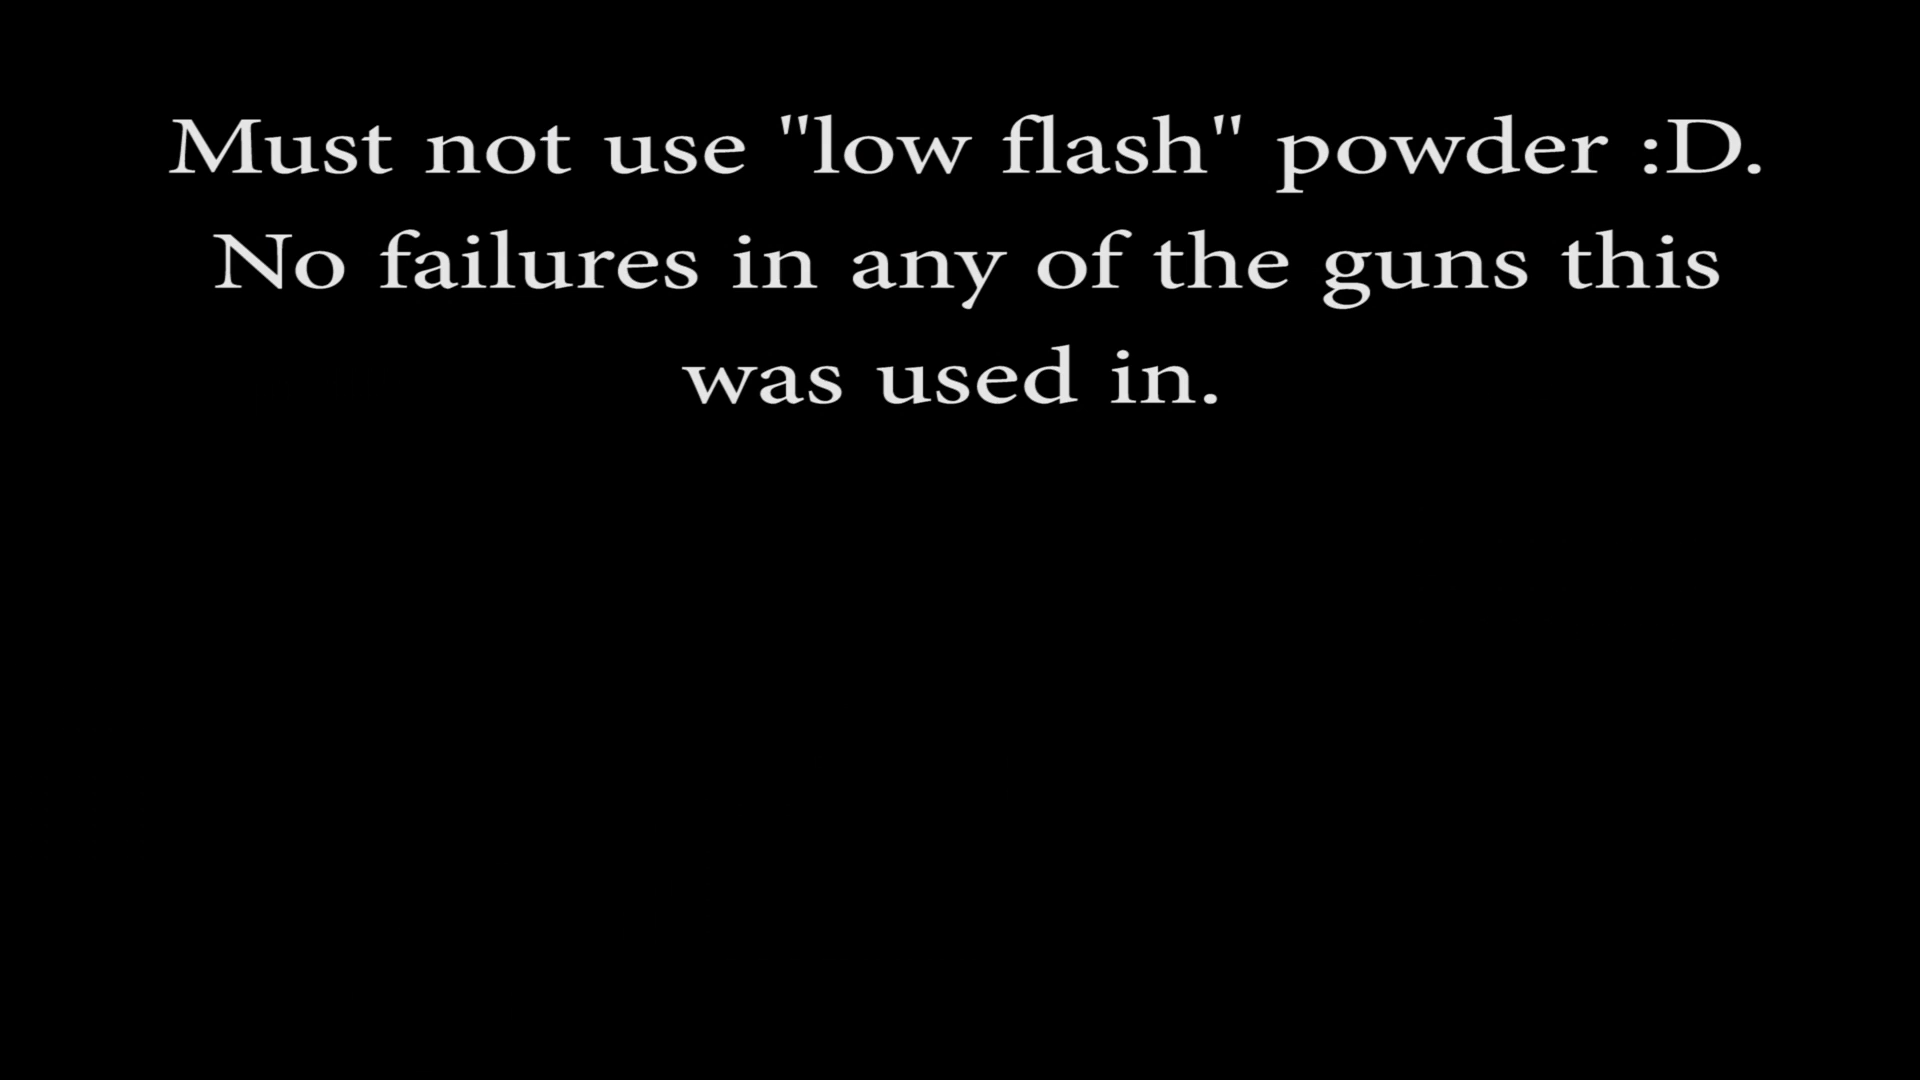 Must not use "low flash" powder :D.
No failures in any of the guns this
was used in.